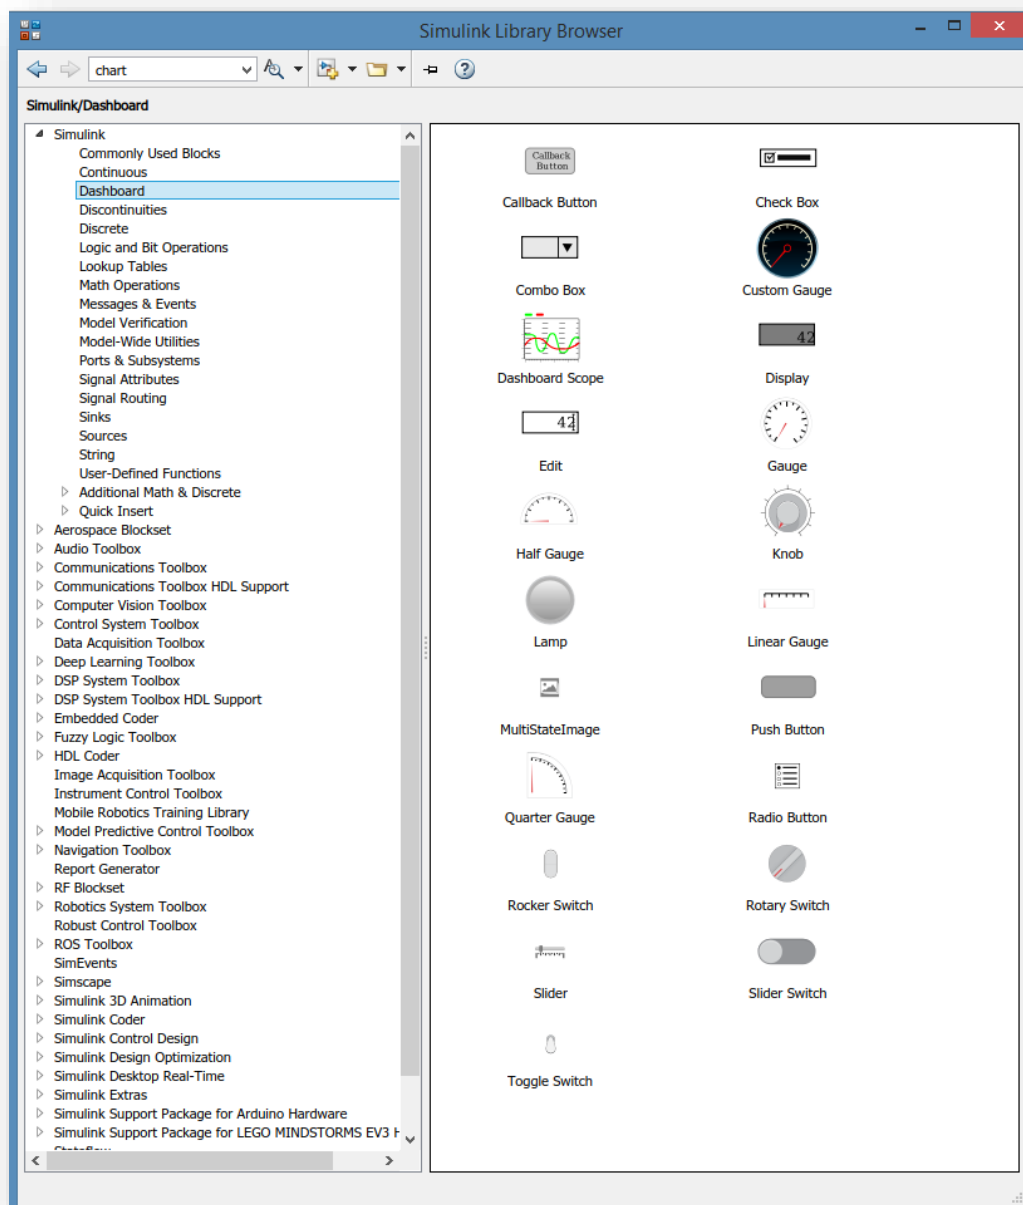 Simulink Library Browser
chart
Simulink/Dashboard
Simulink
Commonly Used Blocks
Continuous
Dashboard
Discontinuities
Discrete
Logic and Bit Operations
Lookup Tables
Math Operations
Messages & Events
Model Verification
Model-Wide Utilities
Ports & Subsystems
Signal Attributes
Signal Routing
Sinks
Sources
String
User-Defined Functions
Additional Math & Discrete
Quick Insert
Aerospace Blockset
Audio Toolbox
Communications Toolbox
Communications Toolbox HDL Support
Computer Vision Toolbox
Control System Toolbox
Data Acquisition Toolbox
Deep Learning Toolbox
DSP System Toolbox
DSP System Toolbox HDL Support
Embedded Coder
Fuzzy Logic Toolbox
HDL Coder
Image Acquisition Toolbox
Instrument Control Toolbox
Mobile Robotics Training Library
Model Predictive Control Toolbox
Navigation Toolbox
Report Generator
RF Blockset
Robotics System Toolbox
Robust Control Toolbox
ROS Toolbox
SimEvents
Simscape
Simulink 3D Animation
Simulink Coder
Simulink Control Design
Simulink Design Optimization
Simulink Desktop Real-Time
Simulink Extras
Simulink Support Package for Arduino Hardware
Simulink Support Package for LEGO MINDSTORMS EV3 H
Callback
Button
Callback Button
Check Box
Combo Box
Custom Gauge
42
Dashboard Scope
Display
42
Edit
Gauge
Half Gauge
Knob
Lamp
Linear Gauge
MultiStateImage
Push Button
Quarter Gauge
Radio Button
Rocker Switch
Rotary Switch
Slider
Slider Switch
Toggle Switch